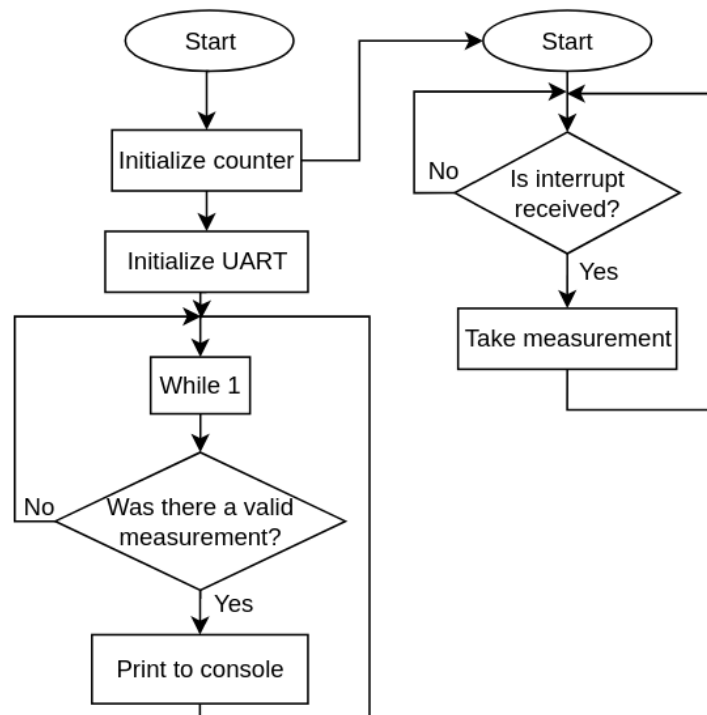 Start
Initialize counter
Initialize UART
While 1
No
Was there a valid
measurement?
Yes
Print to console
Start
No
Is interrupt
received?
Yes
Take measurement